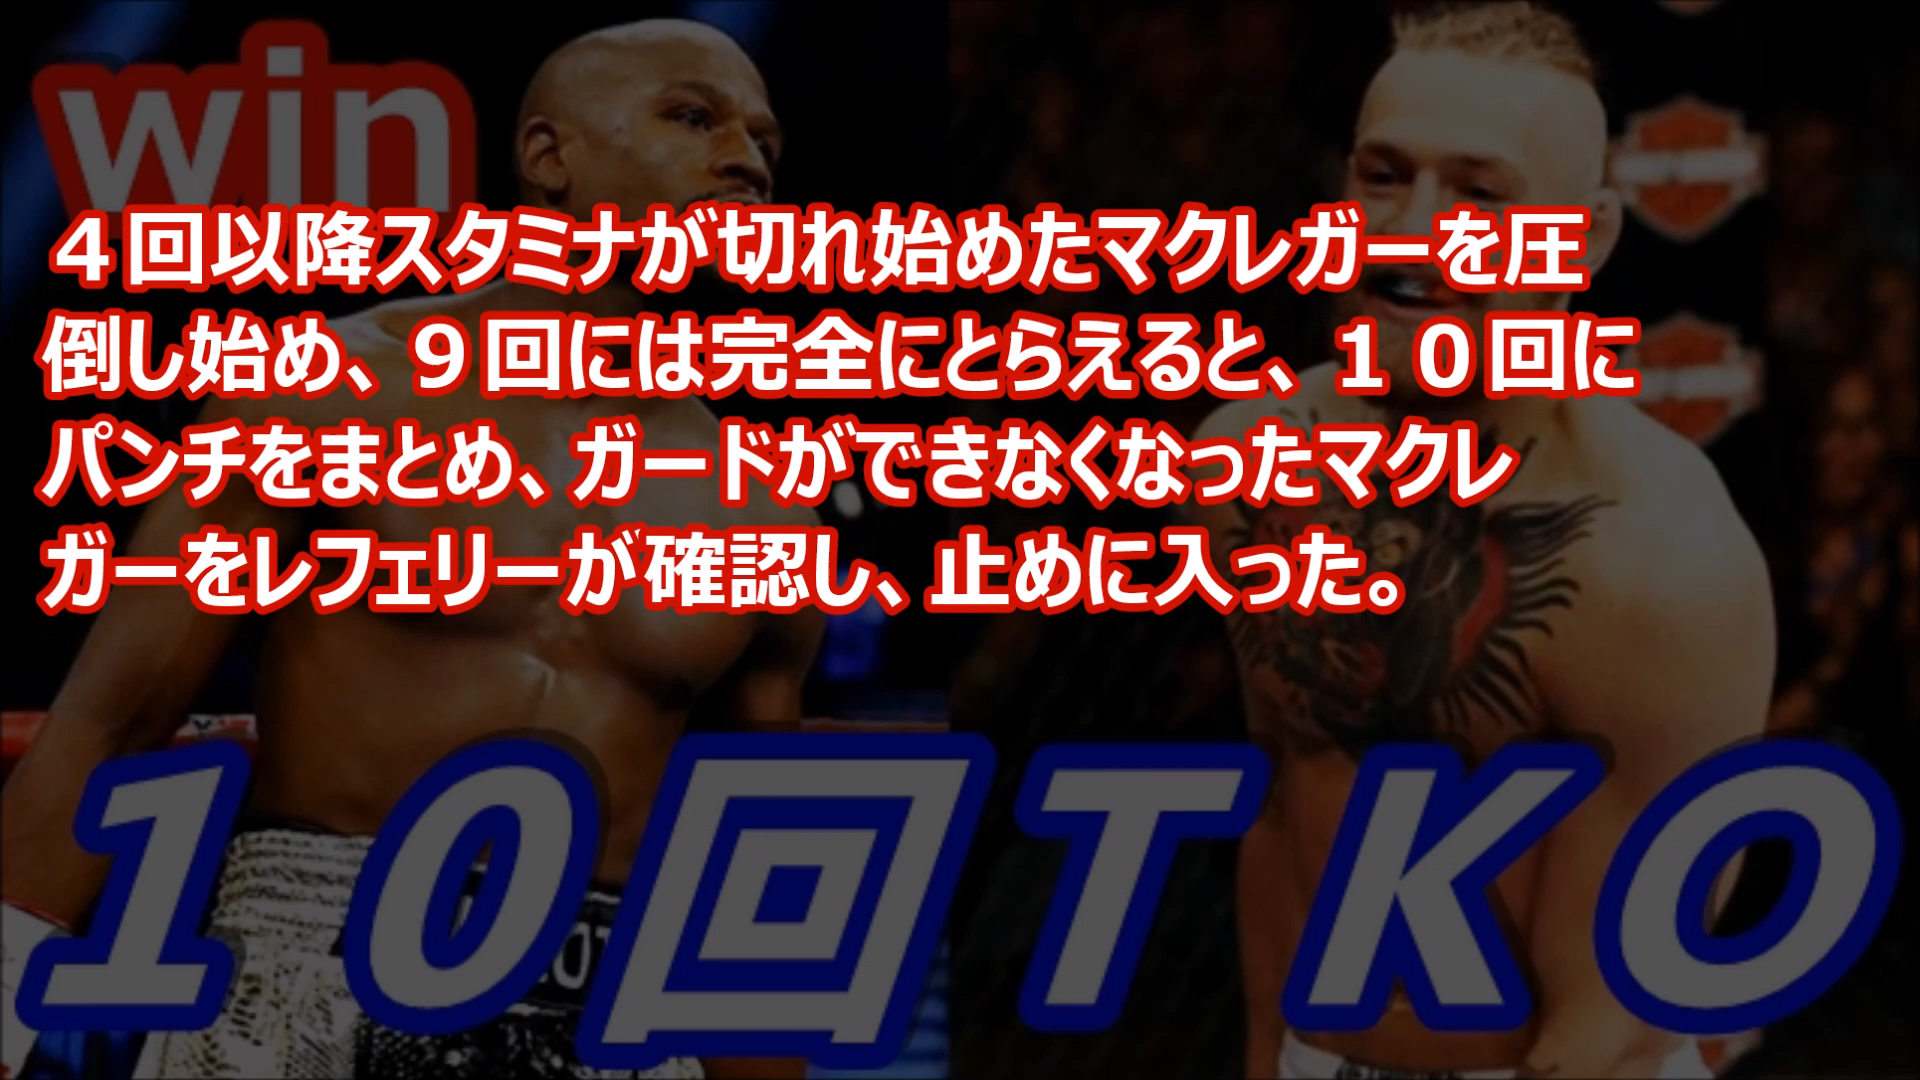 win
４回以降スタミナが切れ始めたマクレガーを圧
倒し始め、９回には完全にとらえると、１０回に
パンチをまとめ、ガードができなくなったマクレ
ガーをレフェリーが確認し、止めに入った。
１０回ＴＫＯ